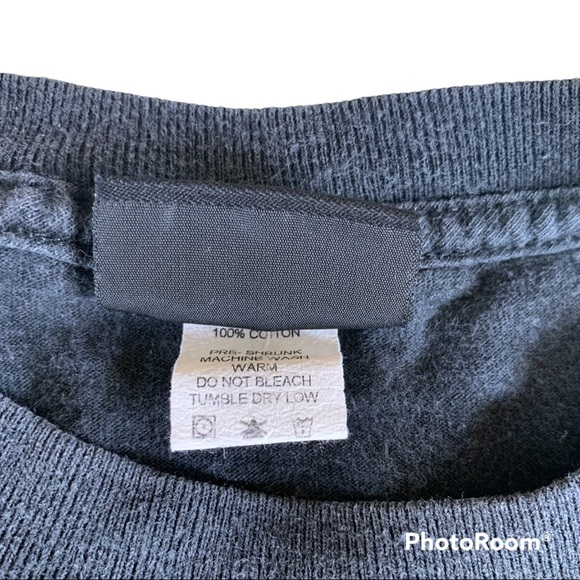 100% COTTON
PRE- SHRUNK
MACHINE WASH
WARM
DO NOT BLEACH
TUMBLE DRY LOW
PhotoRoom